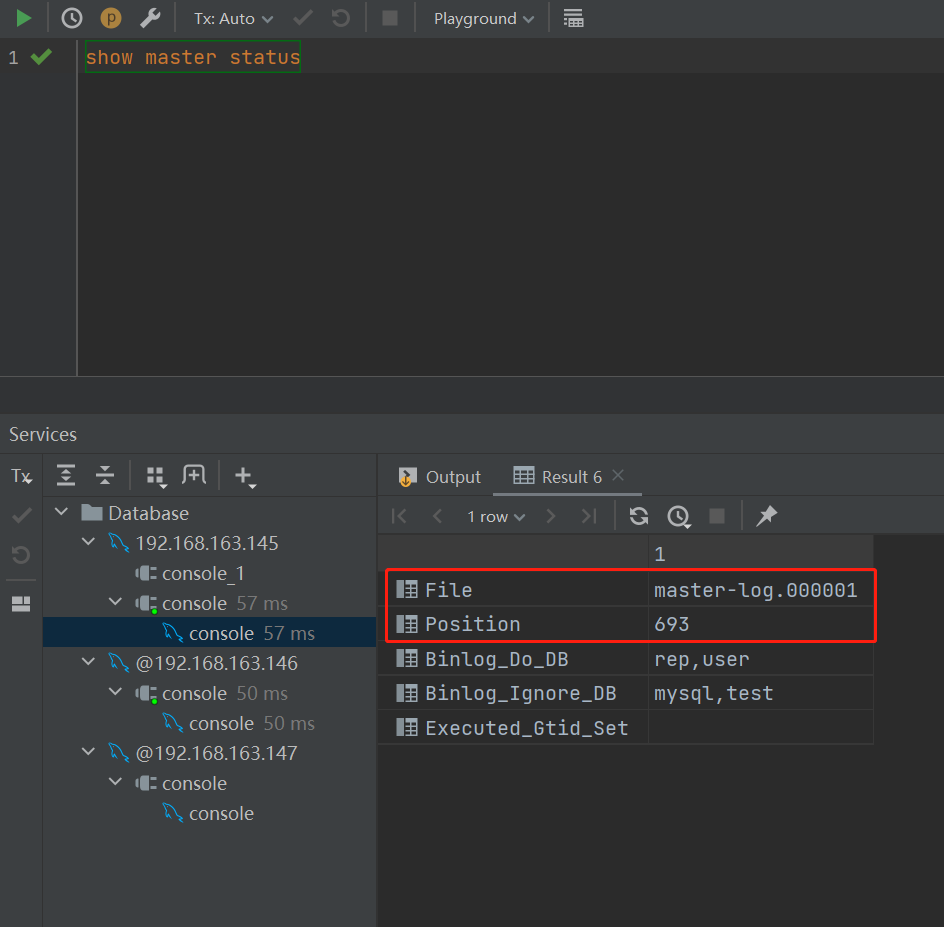 Tx: Auto Playground
1 show master status
Services
Tx
Output Result 6
1 row
Database
192.168.163.145
console_1
console 57 ms
console 57 ms
@192.168.163.146
console 50 ms
console 50 ms
@192.168.163.147
console
console
1
File master-log.000001
Position 693
Binlog_Do_DB rep,user
Binlog_Ignore_DB mysql,test
Executed_Gtid_Set